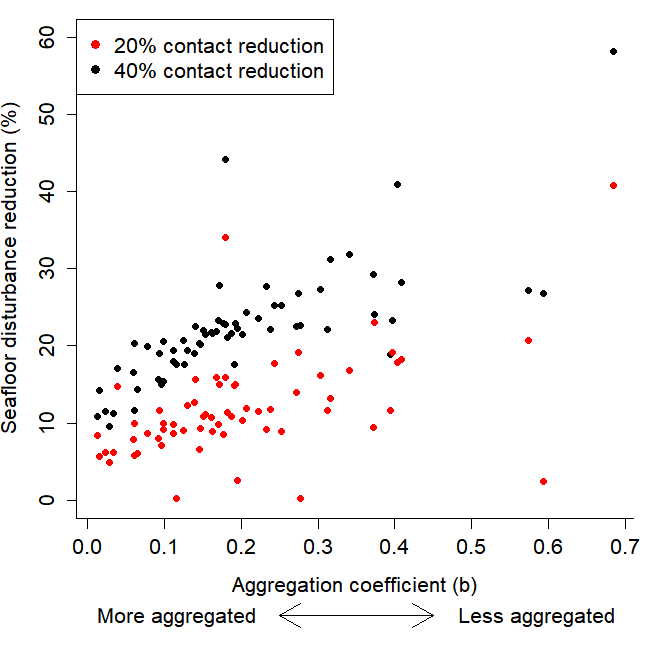 20% contact reduction
40% contact reduction
Seafloor disturbance reduction (%)
60
50
40
30
20
10
0
0.0 0.1 0.2 0.3 0.4 0.5 0.6 0.7
Aggregation coefficient (b)
More aggregated Less aggregated